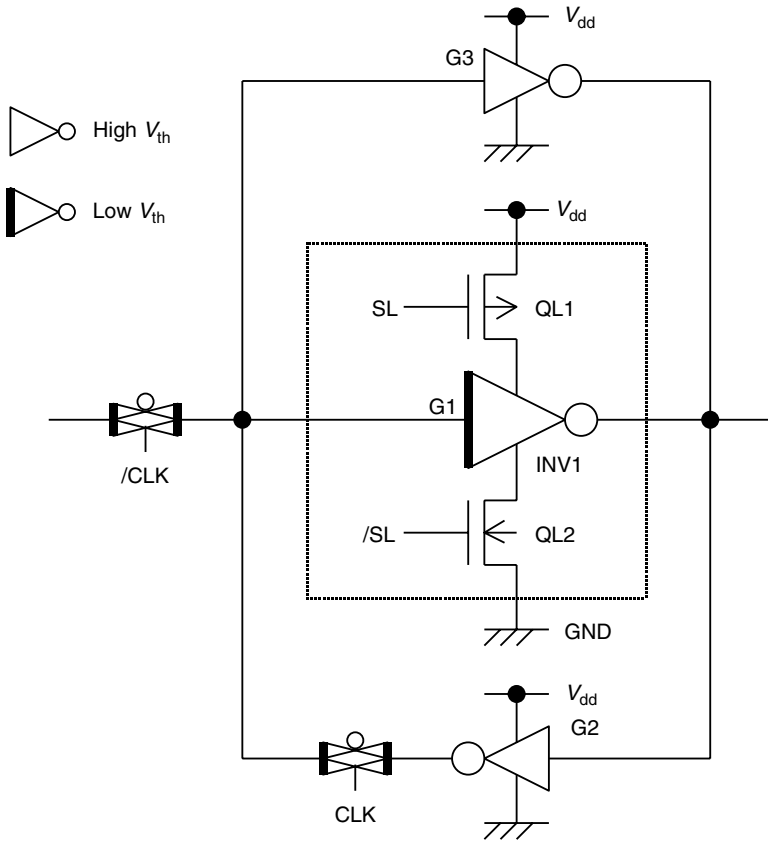 Vdd
G3
High Vth
Low Vth
Vdd
SL
QL1
G1
/CLK
INV1
/SL
QL2
GND
Vdd
G2
CLK